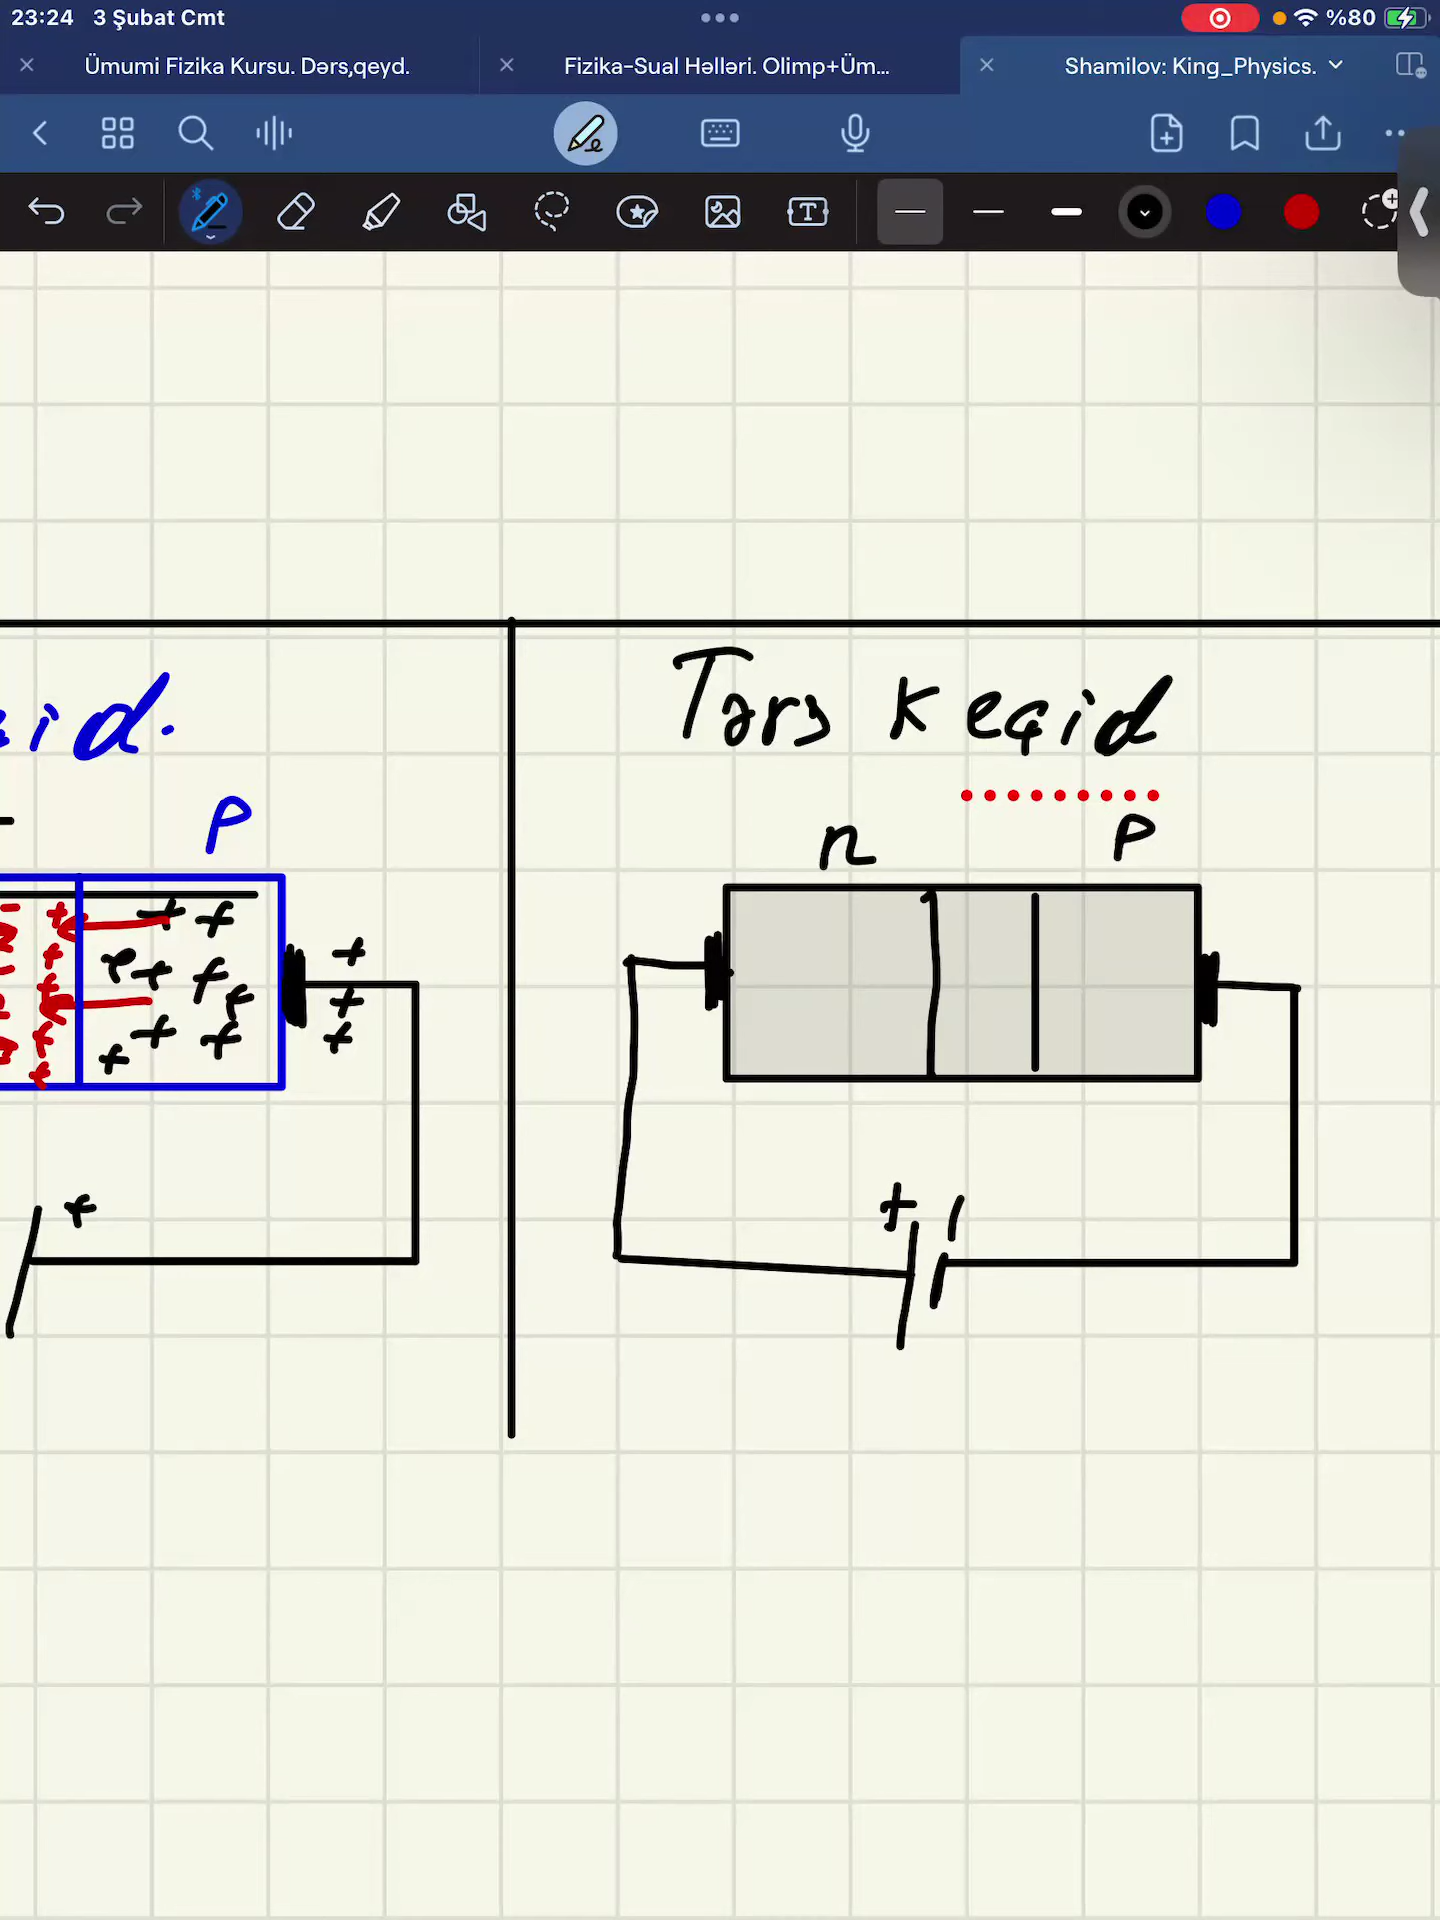 23:24 3 Şubat Cmt %80
Ümumi Fizika Kursu. Dərs,qeyd. Fizika-Sual Həlləri. Olimp+Üm... Shamilov: King_Physics.
id. Tərs Keçid
P n P
+ +
+ +
+ + +
+ + +
+ + +
+ + -